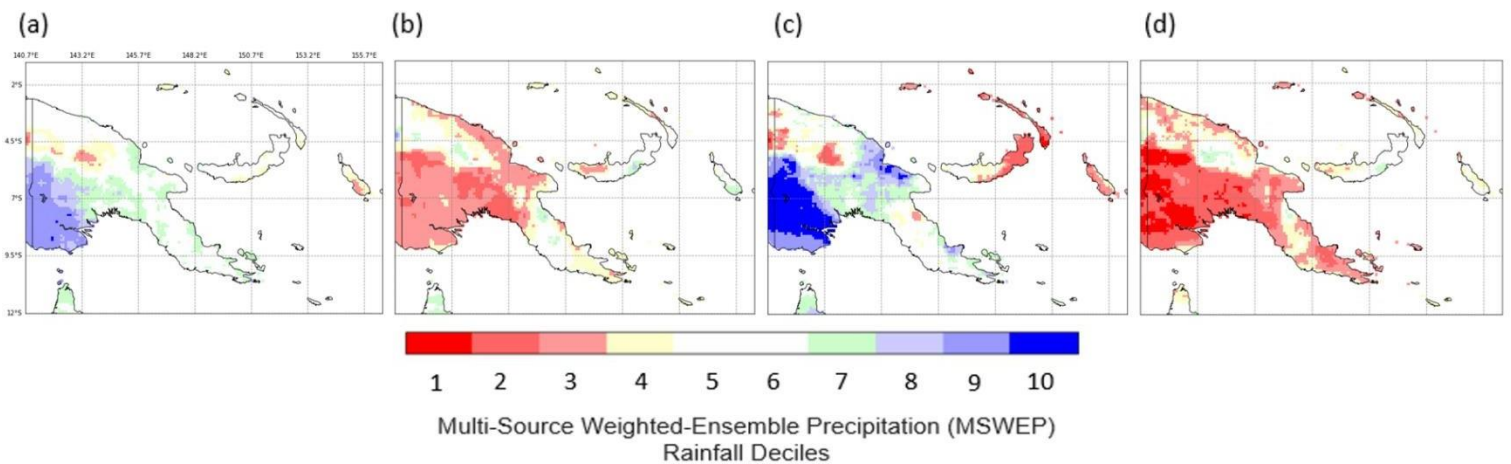 (a) (b) (c) (d)
140.7°E 143.2°E 145.7°E 148.2°E 150.7°E 153.2°E 155.7°E
2°S
4.5°S
7°S
9.5°S
12°S
1 2 3 4 5 6 7 8 9 10
Multi-Source Weighted-Ensemble Precipitation (MSWEP)
Rainfall Deciles